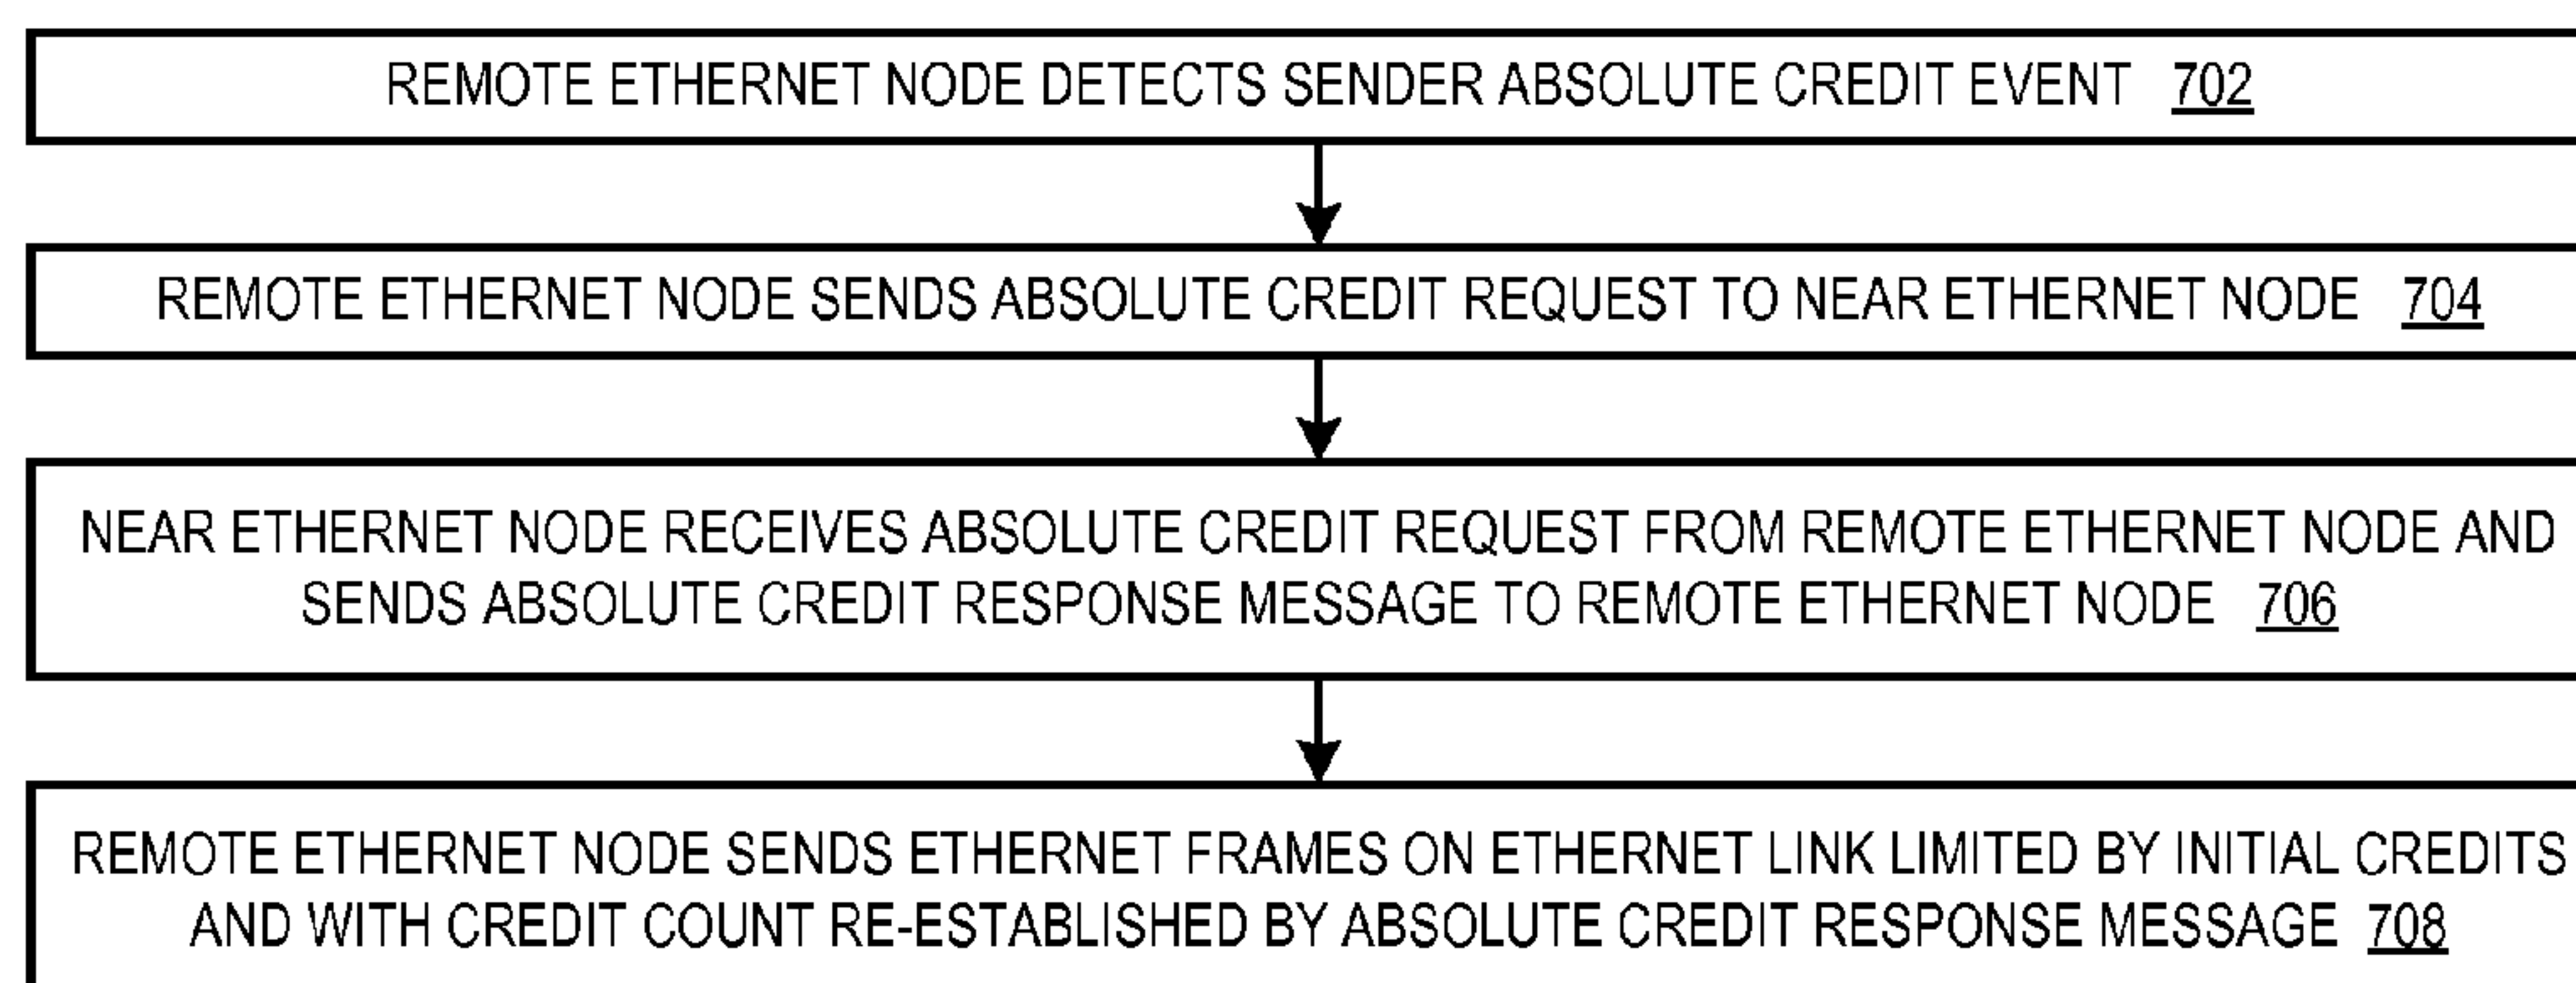 REMOTE ETHERNET NODE DETECTS SENDER ABSOLUTE CREDIT EVENT 702
REMOTE ETHERNET NODE SENDS ABSOLUTE CREDIT REQUEST TO NEAR ETHERNET NODE 704
NEAR ETHERNET NODE RECEIVES ABSOLUTE CREDIT REQUEST FROM REMOTE ETHERNET NODE AND
SENDS ABSOLUTE CREDIT RESPONSE MESSAGE TO REMOTE ETHERNET NODE 706
REMOTE ETHERNET NODE SENDS ETHERNET FRAMES ON ETHERNET LINK LIMITED BY INITIAL CREDITS
AND WITH CREDIT COUNT RE-ESTABLISHED BY ABSOLUTE CREDIT RESPONSE MESSAGE 708